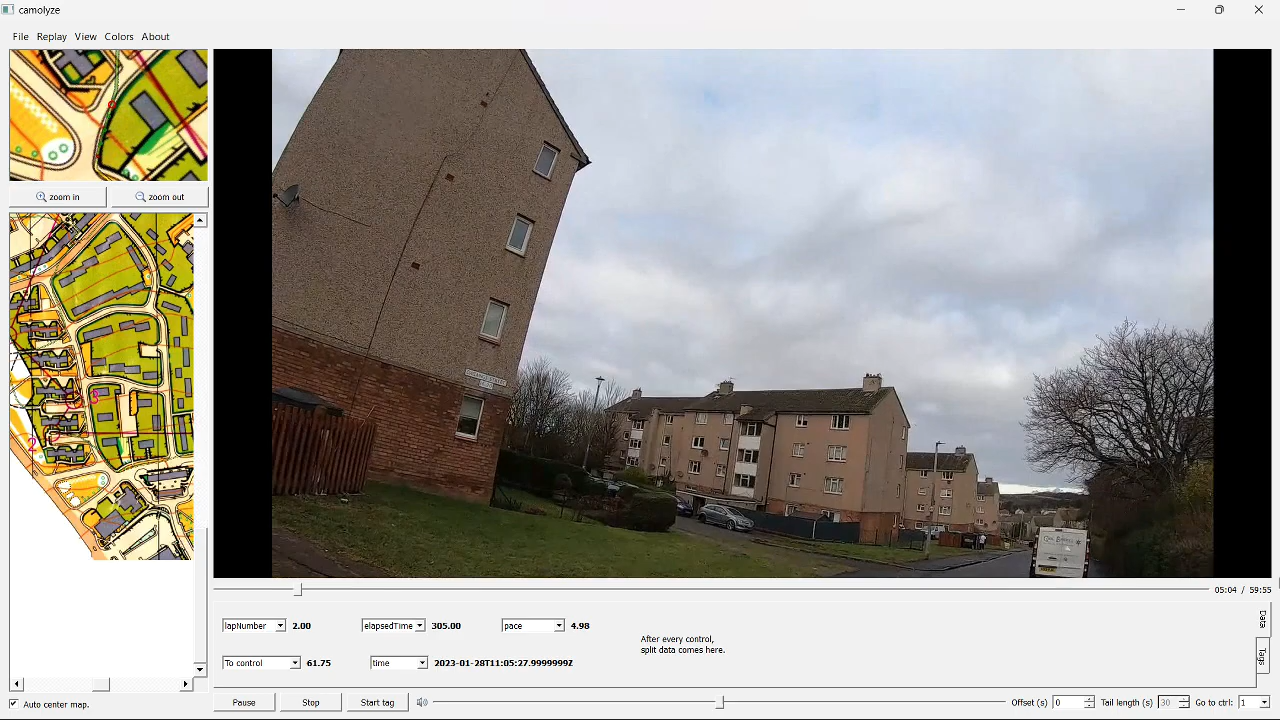 camolyze
File Replay View Colors About
zoom in zoom out
3
2
05:04 / 59:55
lapNumber 2.00 elapsedTime 305.00 pace 4.98
After every control,
split data comes here.
To control 61.75 time 2023-01-28T11:05:27.9999999Z
Data
Tags
Auto center map.
Pause Stop Start tag Offset (s) 0 Tail length (s) 30 Go to ctrl: 1